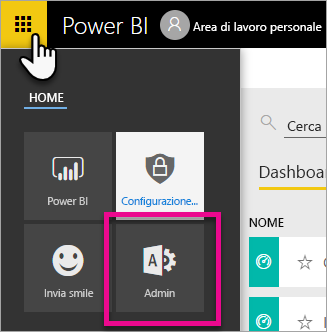 Power BI
Area di lavoro personale
HOME
Cerca
Power BI
Configurazione...
Dashboa
NOME
Invia smile
Admin